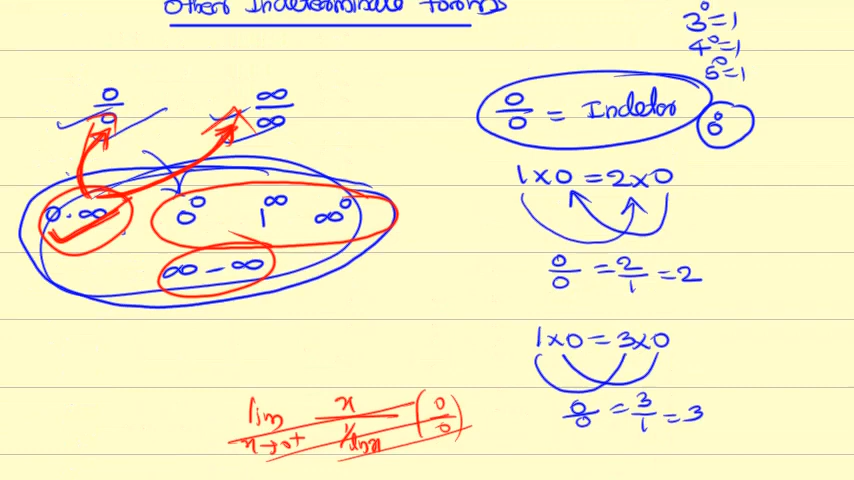 Other Indeterminate forms
3⁰=1
4⁰=1
5⁰=1
0/0 ∞/∞
0/0 = Indeter 0⁰
1×0=2×0
0·∞ 0⁰ 1^∞ ∞⁰
∞-∞
0/0 = 2/1 = 2
1×0=3×0
lim x→0+ x/(1/lnx) (0/0)
0/0 = 3/1 = 3